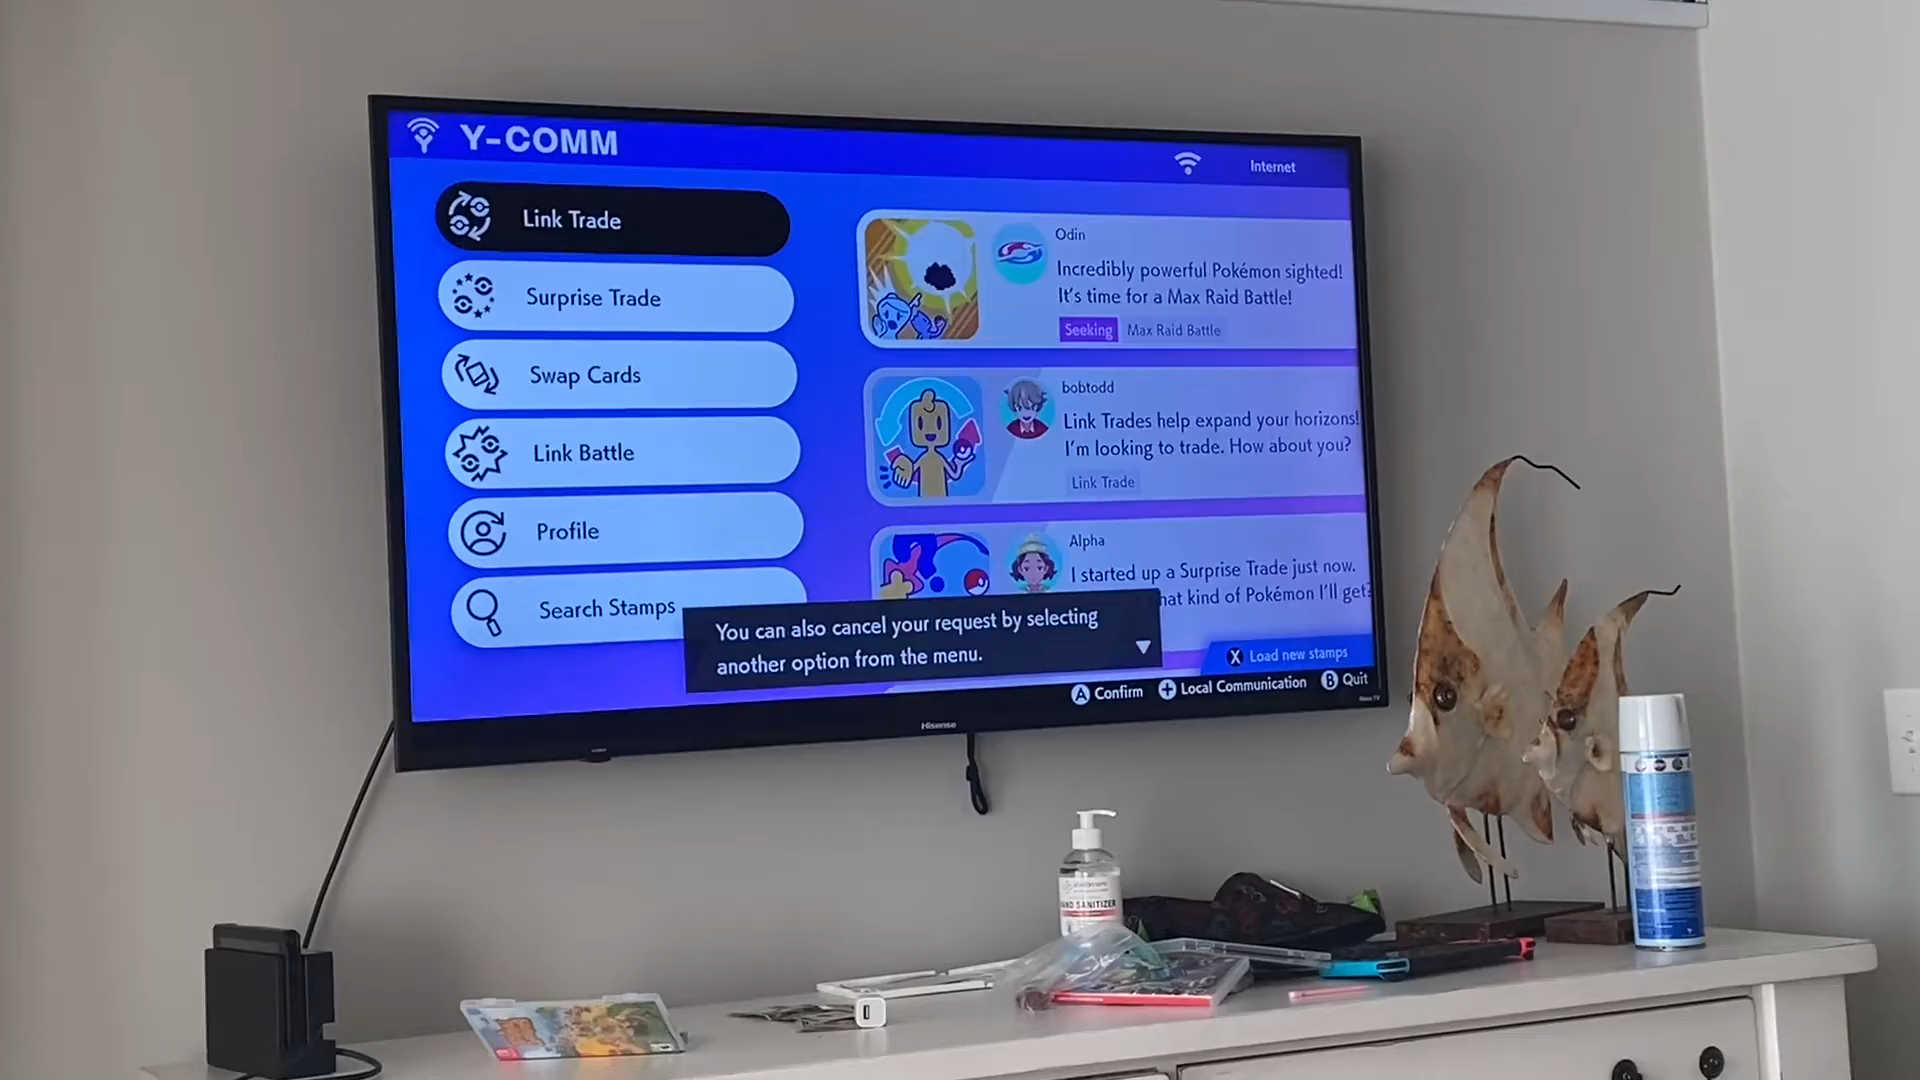 Y-COMM
Internet
Link Trade
Surprise Trade
Swap Cards
Link Battle
Profile
Search Stamps
Odin
Incredibly powerful Pokémon sighted!
It's time for a Max Raid Battle!
Seeking Max Raid Battle
bobtodd
Link Trades help expand your horizons!
I'm looking to trade. How about you?
Link Trade
Alpha
I started up a Surprise Trade just now.
hat kind of Pokémon I'll get?
You can also cancel your request by selecting
another option from the menu.
X Load new stamps
A Confirm + Local Communication B Quit
Hisense
HAND SANITIZER